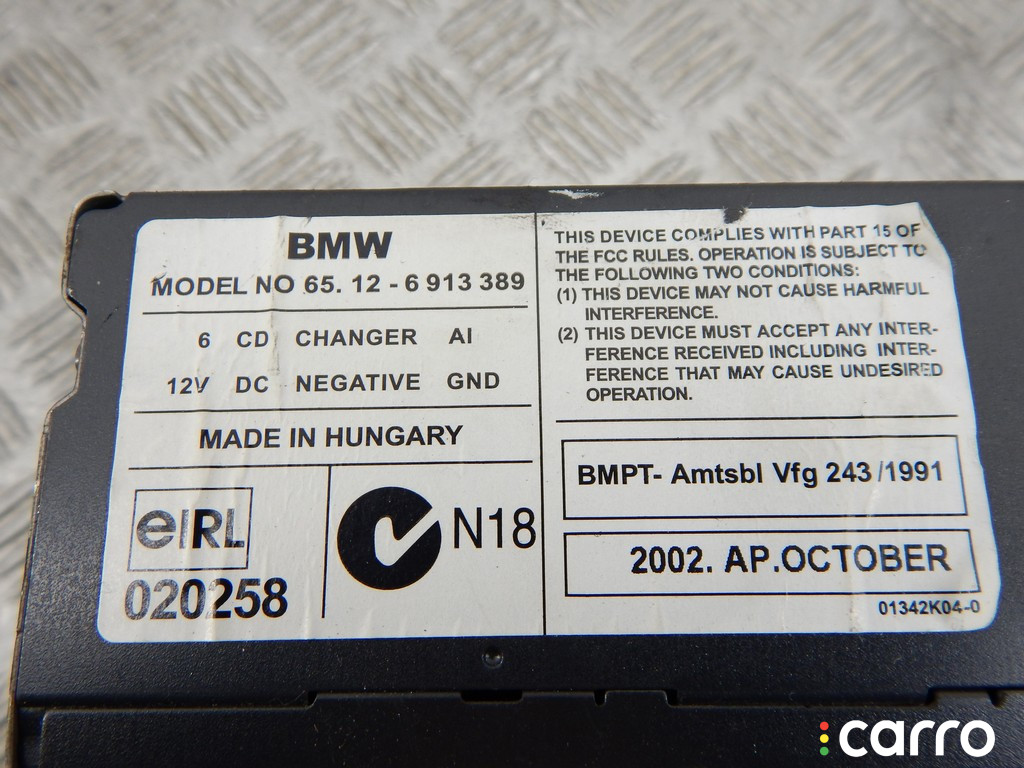 BMW
MODEL NO 65. 12 - 6 913 389
6 CD CHANGER AI
12V DC NEGATIVE GND
MADE IN HUNGARY
eIRL
020258
N18
THIS DEVICE COMPLIES WITH PART 15 OF
THE FCC RULES. OPERATION IS SUBJECT TO
THE FOLLOWING TWO CONDITIONS:
(1) THIS DEVICE MAY NOT CAUSE HARMFUL
INTERFERENCE.
(2) THIS DEVICE MUST ACCEPT ANY INTER-
FERENCE RECEIVED INCLUDING INTER-
FERENCE THAT MAY CAUSE UNDESIRED
OPERATION.
BMPT- Amtsbl Vfg 243 /1991
2002. AP.OCTOBER
01342K04-0
carro